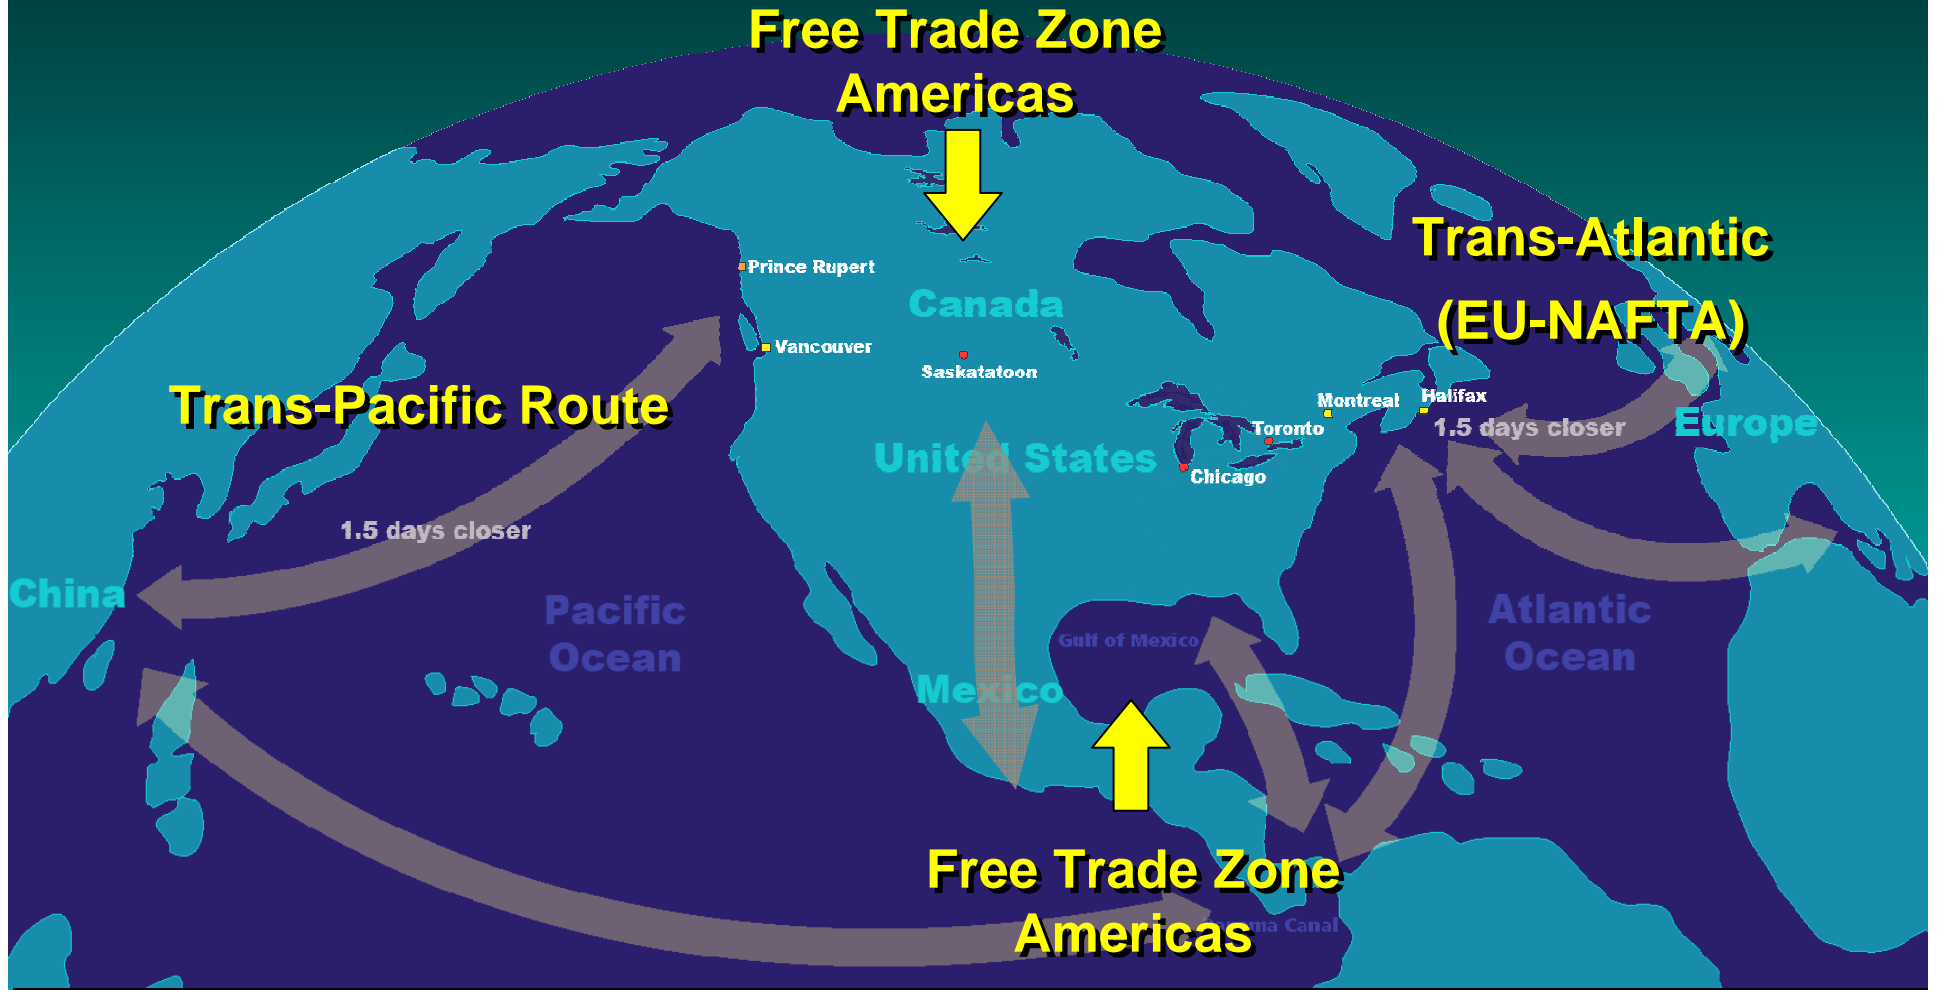 Free Trade Zone
Americas
Trans-Atlantic
(EU-NAFTA)
Prince Rupert
Canada
Vancouver
Saskatatoon
Trans-Pacific Route
Montreal
Halifax
Toronto
1.5 days closer
Europe
United States
Chicago
1.5 days closer
China
Pacific
Ocean
Gulf of Mexico
Atlantic
Ocean
Mexico
Free Trade Zone
Americas
Canal